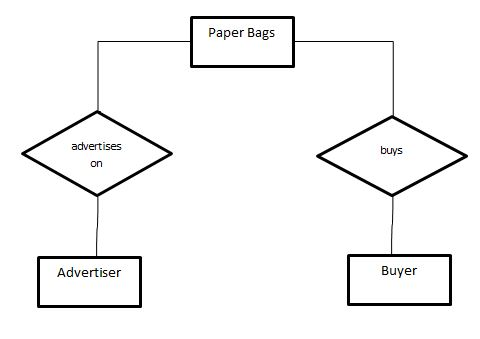 Paper Bags
advertises
on
buys
Advertiser
Buyer